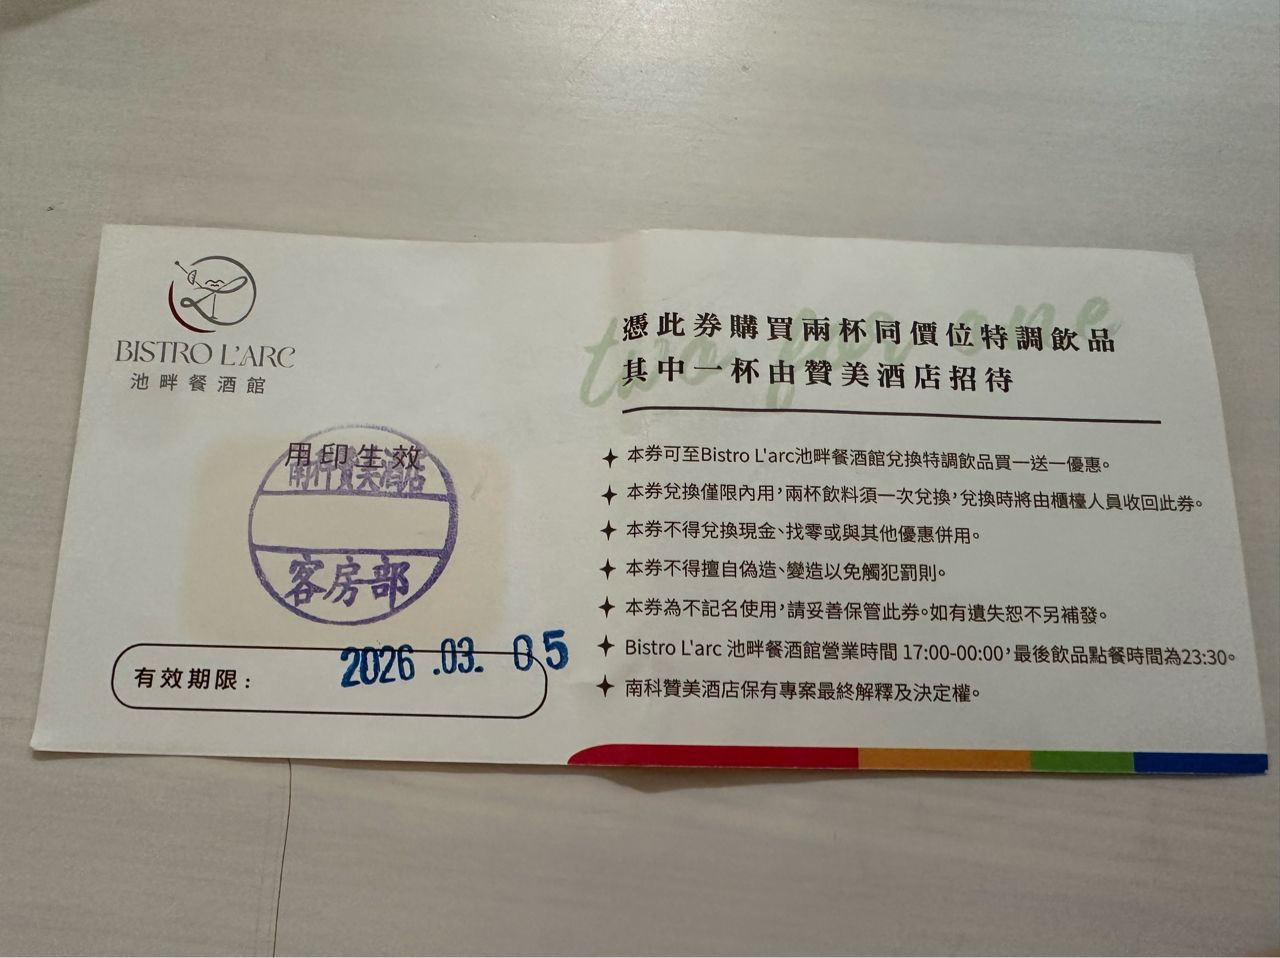 BISTRO L'ARC
池畔餐酒館
two for one
憑此券購買兩杯同價位特調飲品
其中一杯由贊美酒店招待
用印生效
南科贊美酒店
客房部
有效期限：
2026.03.05
本券可至Bistro L'arc池畔餐酒館兌換特調飲品買一送一優惠。
本券兌換僅限內用，兩杯飲料須一次兌換，兌換時將由櫃檯人員收回此券。
本券不得兌換現金、找零或與其他優惠併用。
本券不得擅自偽造、變造以免觸犯罰則。
本券為不記名使用，請妥善保管此券。如有遺失恕不另補發。
Bistro L'arc 池畔餐酒館營業時間 17:00-00:00，最後飲品點餐時間為23:30。
南科贊美酒店保有專案最終解釋及決定權。